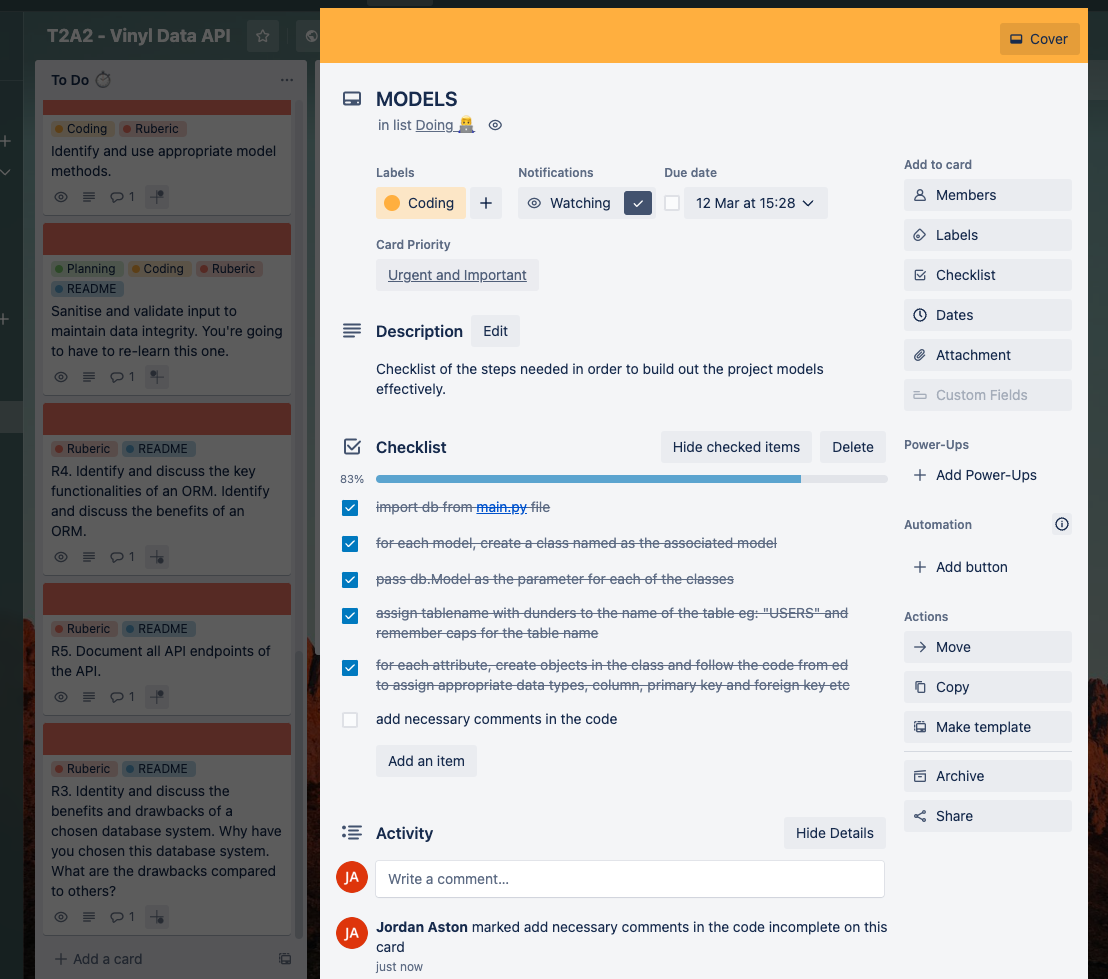 T2A2 - Vinyl Data API
To Do
Coding
Ruberic
Identify and use appropriate model
methods.
1
Planning
Coding
Ruberic
README
Sanitise and validate input to
maintain data integrity. You're going
to have to re-learn this one.
1
Ruberic
README
R4. Identify and discuss the key
functionalities of an ORM. Identify
and discuss the benefits of an
ORM.
1
Ruberic
README
R5. Document all API endpoints of
the API.
1
Ruberic
README
R3. Identity and discuss the
benefits and drawbacks of a
chosen database system. Why have
you chosen this database system.
What are the drawbacks compared
to others?
1
Add a card
Cover
MODELS
in list Doing
Labels
Coding
Notifications
Watching
Due date
12 Mar at 15:28
Card Priority
Urgent and Important
Description
Edit
Checklist of the steps needed in order to build out the project models
effectively.
Checklist
Hide checked items
Delete
83%
import db from main.py file
for each model, create a class named as the associated model
pass db.Model as the parameter for each of the classes
assign tablename with dunders to the name of the table eg: "USERS" and
remember caps for the table name
for each attribute, create objects in the class and follow the code from ed
to assign appropriate data types, column, primary key and foreign key etc
add necessary comments in the code
Add an item
Activity
Hide Details
JA
Write a comment…
JA
Jordan Aston marked add necessary comments in the code incomplete on this
card
just now
Add to card
Members
Labels
Checklist
Dates
Attachment
Custom Fields
Power-Ups
Add Power-Ups
Automation
Add button
Actions
Move
Copy
Make template
Archive
Share